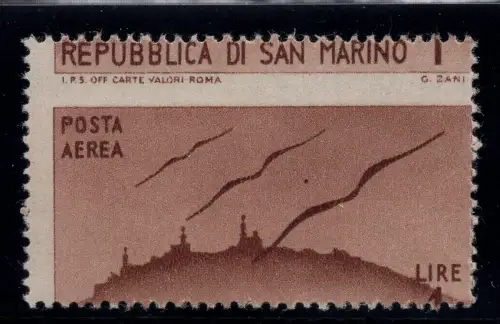 REPUBBLICA DI SAN MARINO 1
I.P.S. OFF CARTE VALORI-ROMA G. ZANI
POSTA
AEREA
LIRE